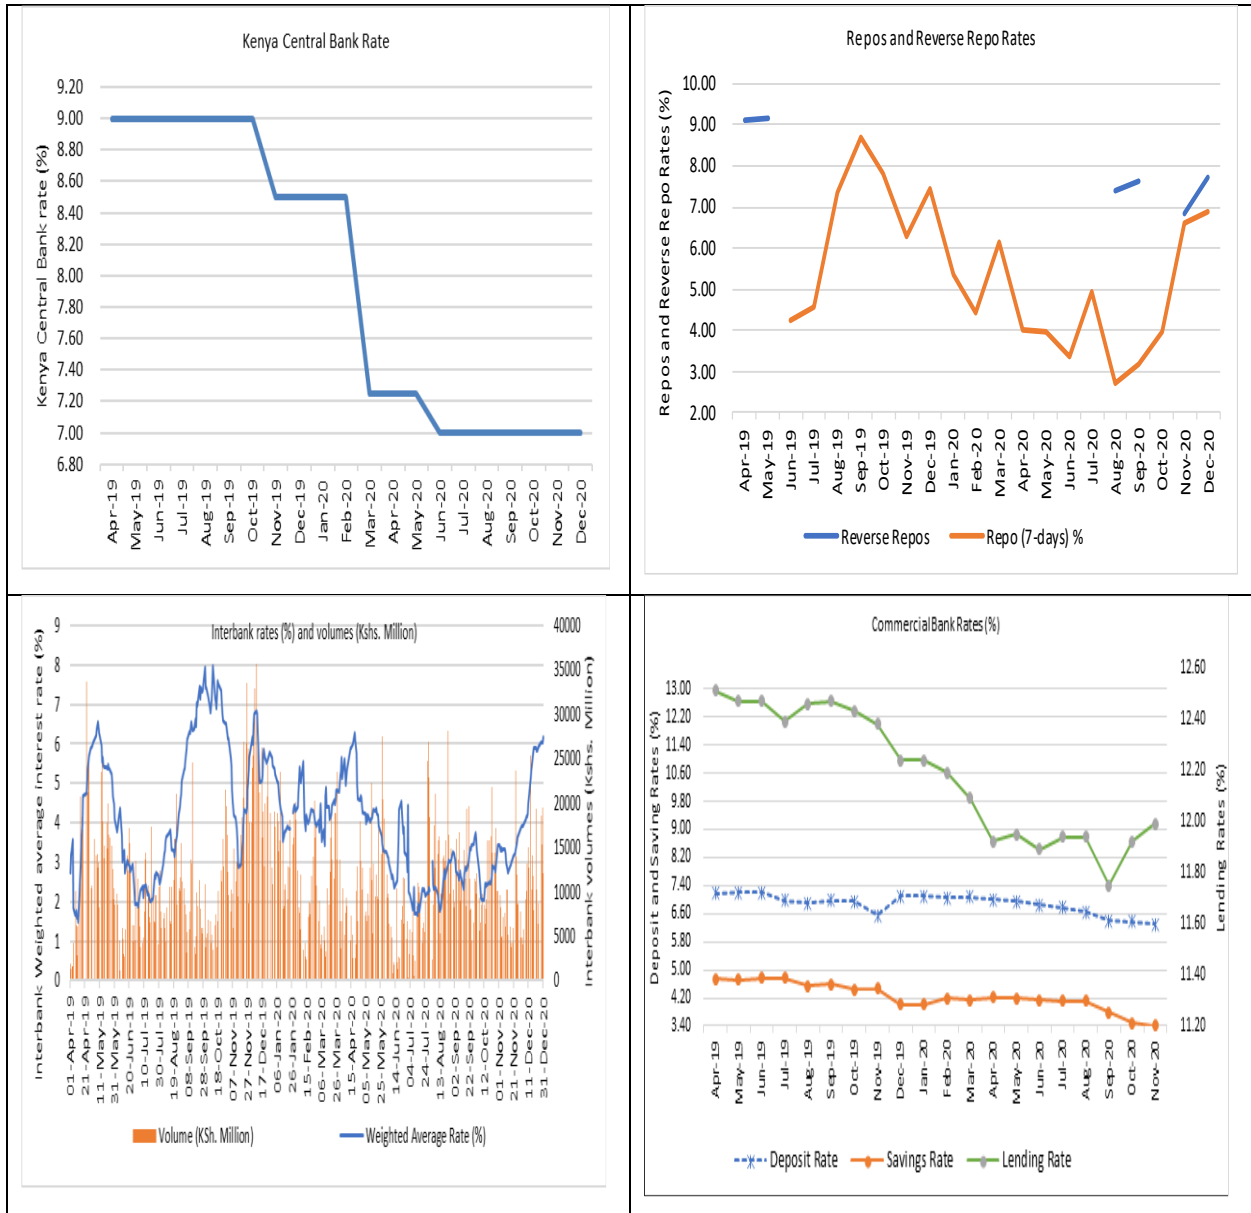 Kenya Central Bank Rate
Kenya Central Bank rate (%)
9.20
9.00
8.80
8.60
8.40
8.20
8.00
7.80
7.60
7.40
7.20
7.00
6.80
Apr-19
May-19
Jun-19
Jul-19
Aug-19
Sep-19
Oct-19
Nov-19
Dec-19
Jan-20
Feb-20
Mar-20
Apr-20
May-20
Jun-20
Jul-20
Aug-20
Sep-20
Oct-20
Nov-20
Dec-20
Repos and Reverse Repo Rates
Repos and Reverse Repo Rates (%)
10.00
9.00
8.00
7.00
6.00
5.00
4.00
3.00
2.00
Apr-19
May-19
Jun-19
Jul-19
Aug-19
Sep-19
Oct-19
Nov-19
Dec-19
Jan-20
Feb-20
Mar-20
Apr-20
May-20
Jun-20
Jul-20
Aug-20
Sep-20
Oct-20
Nov-20
Dec-20
Reverse Repos
Repo (7-days) %
Interbank rates (%) and volumes (Kshs. Million)
Interbank Weighted average interest rate (%)
9
8
7
6
5
4
3
2
1
0
40000
35000
30000
25000
20000
15000
10000
5000
0
Interbank volumes (Kshs. Million)
01-Apr-19
21-Apr-19
11-May-19
31-May-19
20-Jun-19
10-Jul-19
30-Jul-19
19-Aug-19
08-Sep-19
28-Sep-19
18-Oct-19
07-Nov-19
27-Nov-19
17-Dec-19
06-Jan-20
26-Jan-20
15-Feb-20
06-Mar-20
26-Mar-20
15-Apr-20
05-May-20
25-May-20
14-Jun-20
04-Jul-20
24-Jul-20
13-Aug-20
02-Sep-20
22-Sep-20
12-Oct-20
01-Nov-20
21-Nov-20
11-Dec-20
31-Dec-20
Volume (KSh. Million)
Weighted Average Rate (%)
Commercial Bank Rates (%)
Deposit and Saving Rates (%)
13.00
12.20
11.40
10.60
9.80
9.00
8.20
7.40
6.60
5.80
5.00
4.20
3.40
12.60
12.40
12.20
12.00
11.80
11.60
11.40
11.20
Lending Rates (%)
Apr-19
May-19
Jun-19
Jul-19
Aug-19
Sep-19
Oct-19
Nov-19
Dec-19
Jan-20
Feb-20
Mar-20
Apr-20
May-20
Jun-20
Jul-20
Aug-20
Sep-20
Oct-20
Nov-20
Deposit Rate
Savings Rate
Lending Rate